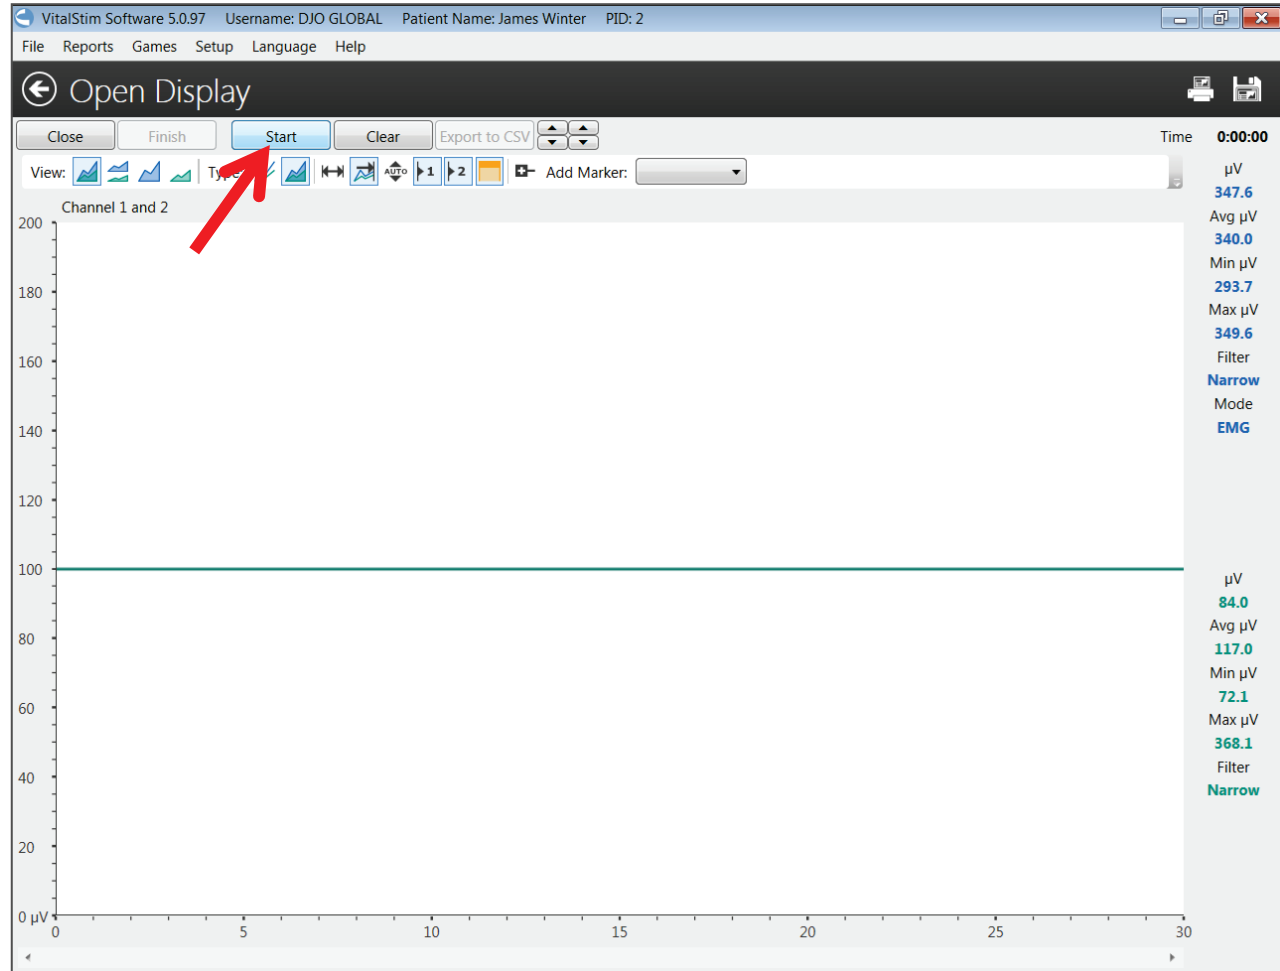 VitalStim Software 5.0.97 Username: DJO GLOBAL Patient Name: James Winter PID: 2
File Reports Games Setup Language Help
Open Display
Close Finish Start Clear Export to CSV Time 0:00:00
View: AUTO 1 2 Add Marker:
Channel 1 and 2
200
180
160
140
120
100
80
60
40
20
0 µV
0 5 10 15 20 25 30
µV
347.6
Avg µV
340.0
Min µV
293.7
Max µV
349.6
Filter
Narrow
Mode
EMG
µV
84.0
Avg µV
117.0
Min µV
72.1
Max µV
368.1
Filter
Narrow